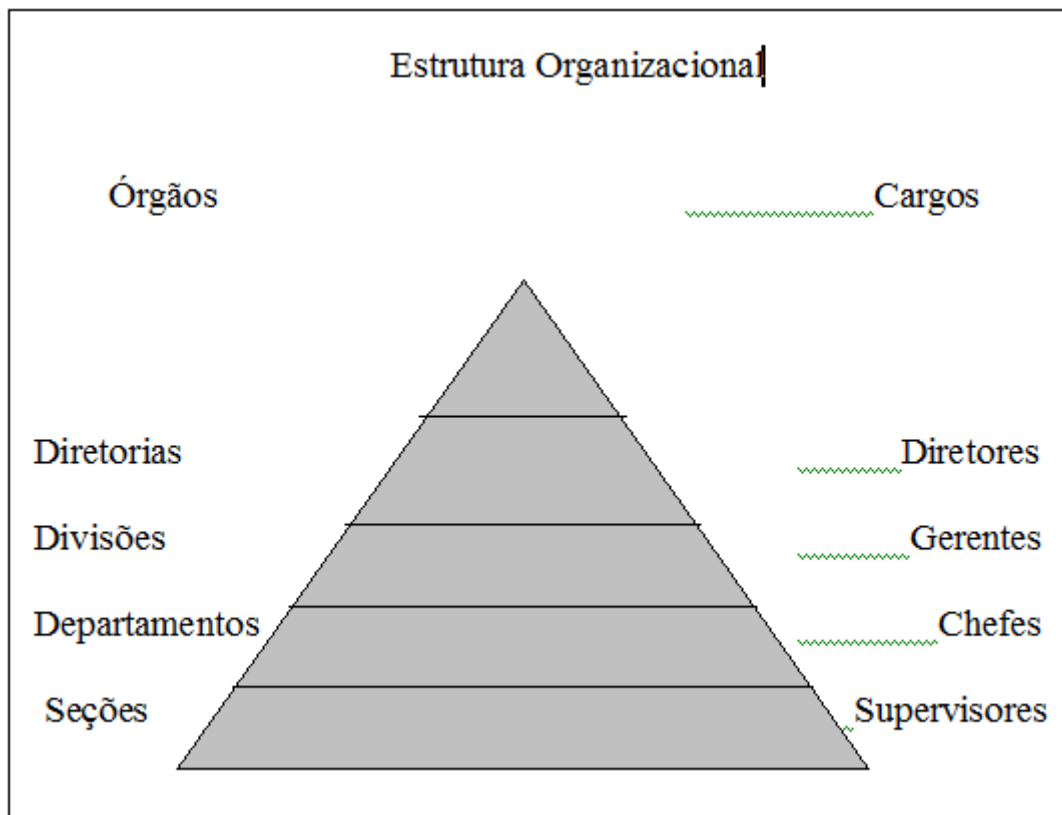 Estrutura Organizacional
Órgãos Cargos
Diretorias Diretores
Divisões Gerentes
Departamentos Chefes
Seções Supervisores